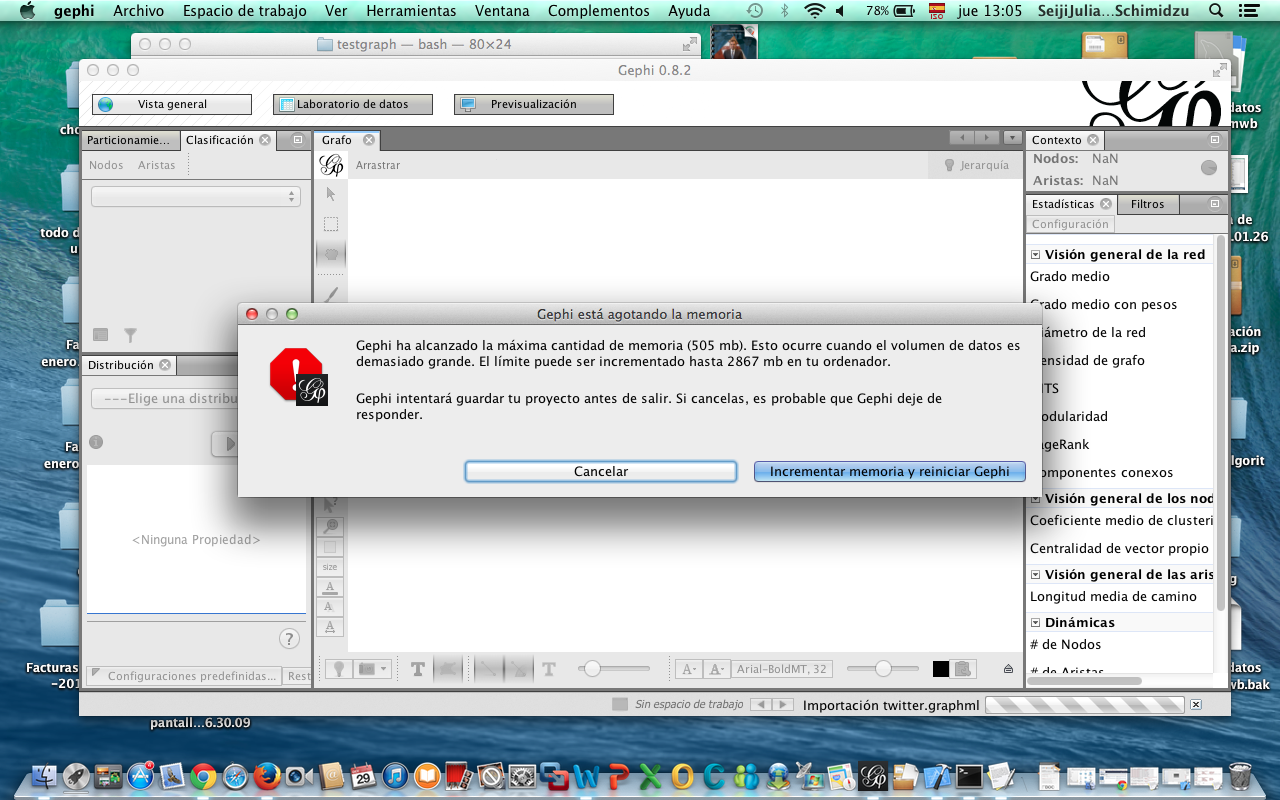 gephi Archivo Espacio de trabajo Ver Herramientas Ventana Complementos Ayuda 78% ISO jue 13:05 SeijiJulia...Schimidzu
testgraph — bash — 80×24
Gephi 0.8.2
Vista general Laboratorio de datos Previsualización
Particionamie... Clasificación
Nodos Aristas
Grafo
Arrastrar
Jerarquía
Contexto
Nodos: NaN
Aristas: NaN
Estadísticas Filtros
Configuración
Visión general de la red
Grado medio
Grado medio con pesos
Modularidad
PageRank
Componentes conexos
Visión general de los nod
Coeficiente medio de clusteri
Centralidad de vector propio
Visión general de las aris
Longitud media de camino
Dinámicas
# de Nodos
# de Aristas
Gephi está agotando la memoria
Gephi ha alcanzado la máxima cantidad de memoria (505 mb). Esto ocurre cuando el volumen de datos es
demasiado grande. El límite puede ser incrementado hasta 2867 mb en tu ordenador.
Gephi intentará guardar tu proyecto antes de salir. Si cancelas, es probable que Gephi deje de
responder.
Cancelar Incrementar memoria y reiniciar Gephi
Distribución
---Elige una distribu
<Ninguna Propiedad>
?
Configuraciones predefinidas... Rest
size
Arial-BoldMT, 32
Sin espacio de trabajo
Importación twitter.graphml
cho
todo d
u
Fa
enero.
Fa
enero.
Facturas
-201
pantall...6.30.09
datos
mwb
a de
.01.26
ación
a.zip
lgorit
g
datos
wb.bak
29